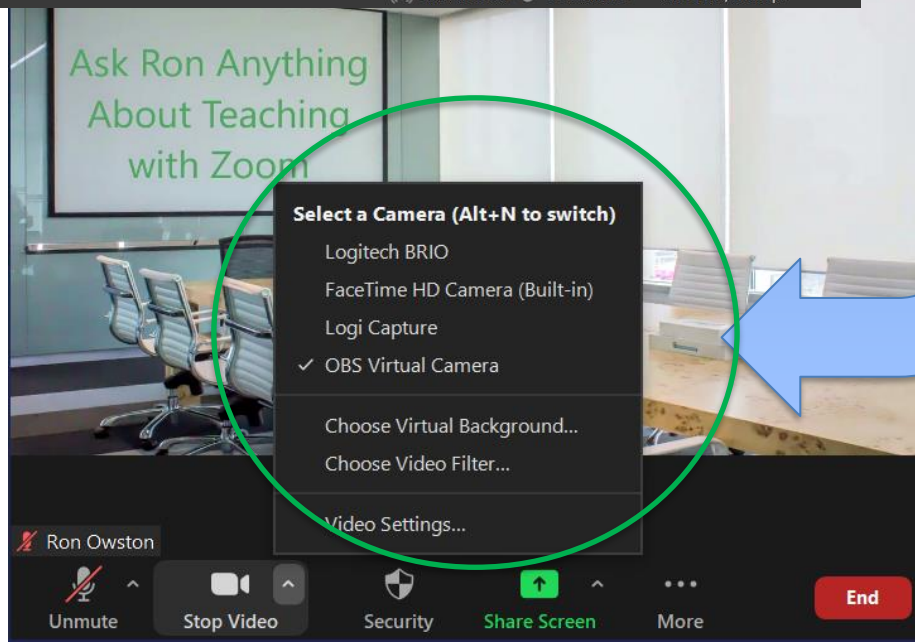 Ask Ron Anything
About Teaching
with Zoom
Select a Camera (Alt+N to switch)
Logitech BRIO
FaceTime HD Camera (Built-in)
Logi Capture
✓ OBS Virtual Camera
Choose Virtual Background...
Choose Video Filter...
Video Settings...
Ron Owston
Unmute
Stop Video
Security
Share Screen
More
End